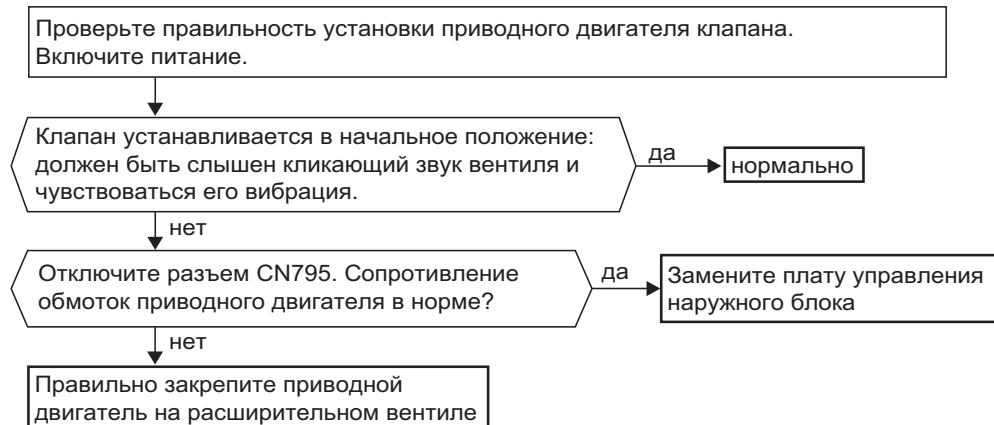 Проверьте правильность установки приводного двигателя клапана.
Включите питание.
Клапан устанавливается в начальное положение:
должен быть слышен кликающий звук вентиля и
чувствоваться его вибрация.
да
нормально
нет
Отключите разъем CN795. Сопротивление
обмоток приводного двигателя в норме?
да
Замените плату управления
наружного блока
нет
Правильно закрепите приводной
двигатель на расширительном вентиле